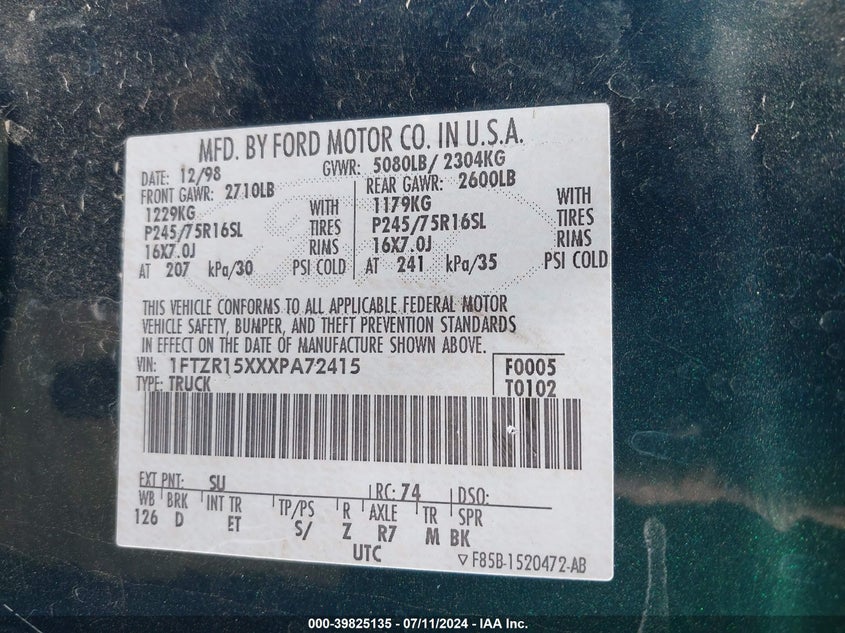 MFD. BY FORD MOTOR CO. IN U.S.A.
DATE: 12/98 GVWR: 5080LB/ 2304KG
FRONT GAWR: 2710LB REAR GAWR: 2600LB
1229KG WITH 1179KG WITH
P245/75R16SL TIRES P245/75R16SL TIRES
16X7.0J RIMS 16X7.0J RIMS
AT 207 kPa/30 PSI COLD AT 241 kPa/35 PSI COLD
THIS VEHICLE CONFORMS TO ALL APPLICABLE FEDERAL MOTOR
VEHICLE SAFETY, BUMPER, AND THEFT PREVENTION STANDARDS
IN EFFECT ON THE DATE OF MANUFACTURE SHOWN ABOVE.
VIN: 1FTZR15XXXPA72415 F0005
TYPE: TRUCK T0102
EXT PNT: SU RC: 74 DSO:
WB BRK INT TR TP/PS R AXLE TR SPR
126 D ET S/ Z R7 M BK
UTC ▽F85B-1520472-AB
000-39825135 - 07/11/2024 - IAA Inc.